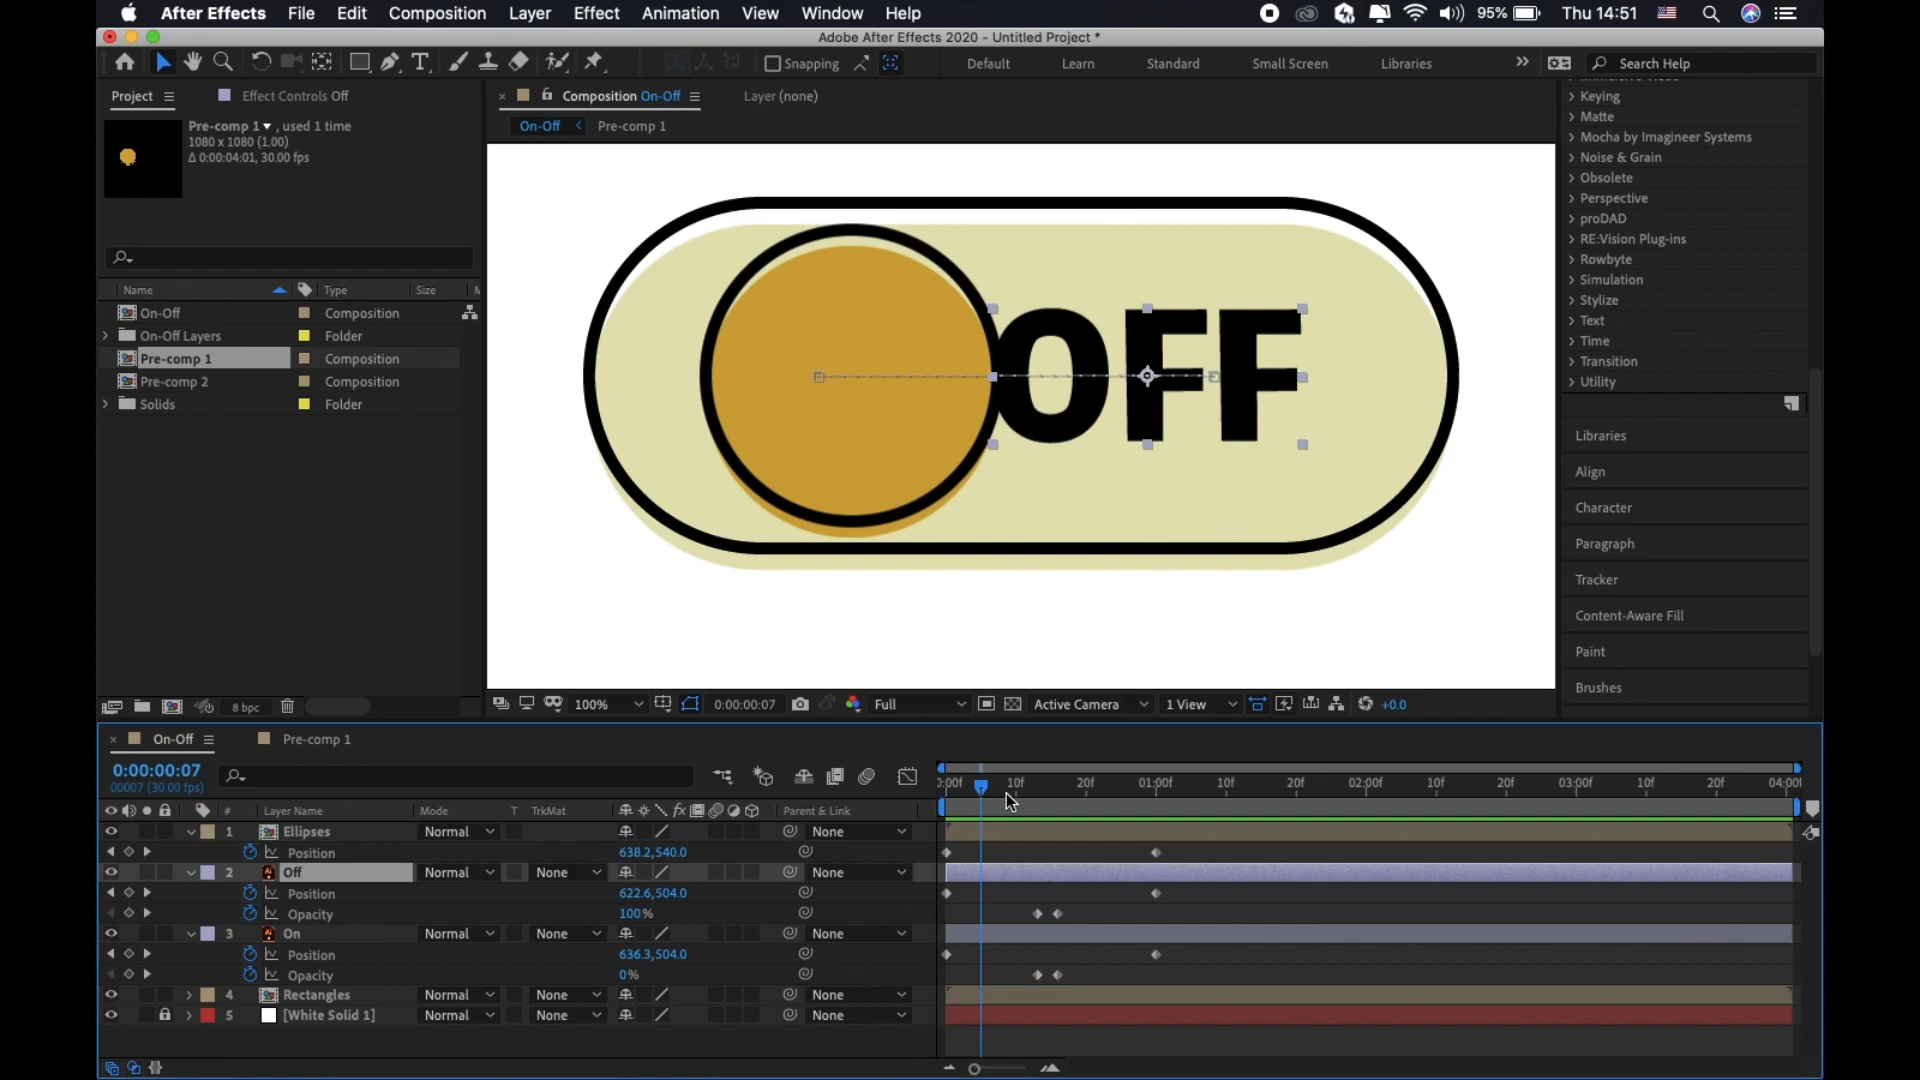 After Effects File Edit Composition Layer Effect Animation View Window Help 95% Thu 14:51
Adobe After Effects 2020 - Untitled Project *
Snapping Default Learn Standard Small Screen Libraries Search Help
Project Effect Controls Off Composition On-Off Layer (none)
On-Off Pre-comp 1
Pre-comp 1 , used 1 time
1080 x 1080 (1.00)
Δ 0:00:04:01, 30.00 fps
Name Type Size
On-Off Composition
On-Off Layers Folder
Pre-comp 1 Composition
Pre-comp 2 Composition
Solids Folder
OFF
Keying
Matte
Mocha by Imagineer Systems
Noise & Grain
Obsolete
Perspective
proDAD
RE:Vision Plug-ins
Rowbyte
Simulation
Stylize
Text
Time
Transition
Utility
Libraries
Align
Character
Paragraph
Tracker
Content-Aware Fill
Paint
Brushes
8 bpc 100% 0:00:00:07 Full Active Camera 1 View +0.0
On-Off Pre-comp 1
0:00:00:07
00007 (30.00 fps)
0:00f 10f 20f 01:00f 10f 20f 02:00f 10f 20f 03:00f 10f 20f 04:00f
# Layer Name Mode T TrkMat fx Parent & Link
1 Ellipses Normal None
Position 638.2,540.0
2 Ai Off Normal None None
Position 622.6,504.0
Opacity 100%
3 Ai On Normal None None
Position 636.3,504.0
Opacity 0%
4 Rectangles Normal None None
5 [White Solid 1] Normal None None